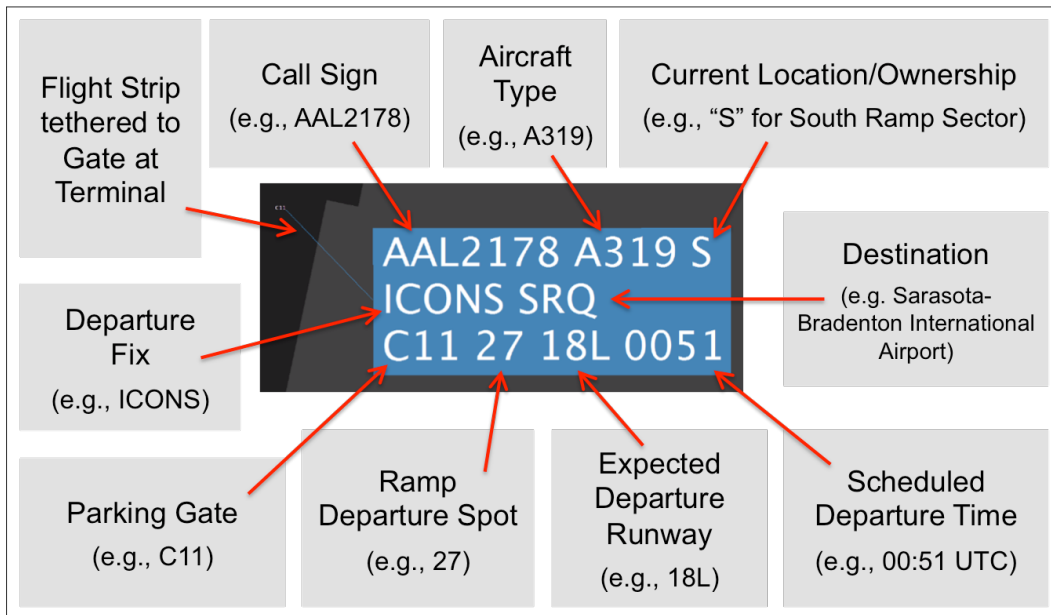 Flight Strip
tethered to
Gate at
Terminal
Call Sign
(e.g., AAL2178)
Aircraft
Type
(e.g., A319)
Current Location/Ownership
(e.g., “S” for South Ramp Sector)
C11
AAL2178 A319 S
ICONS SRQ
C11 27 18L 0051
Departure
Fix
(e.g., ICONS)
Destination
(e.g. Sarasota-
Bradenton International
Airport)
Parking Gate
(e.g., C11)
Ramp
Departure Spot
(e.g., 27)
Expected
Departure
Runway
(e.g., 18L)
Scheduled
Departure Time
(e.g., 00:51 UTC)